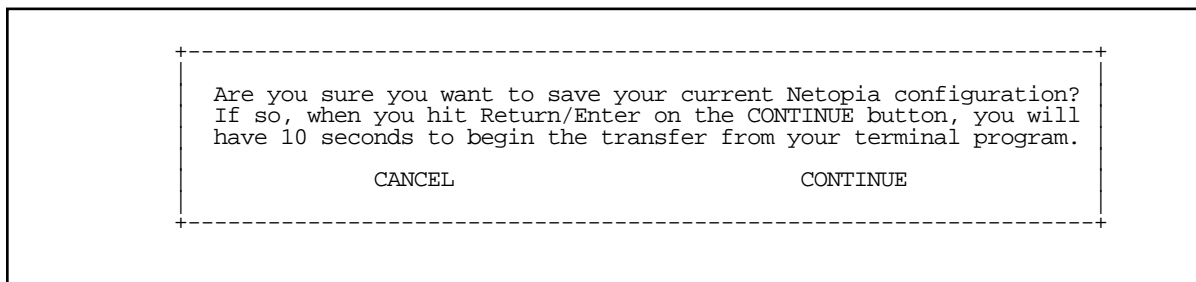 Are you sure you want to save your current Netopia configuration?
If so, when you hit Return/Enter on the CONTINUE button, you will
have 10 seconds to begin the transfer from your terminal program.
CANCEL CONTINUE